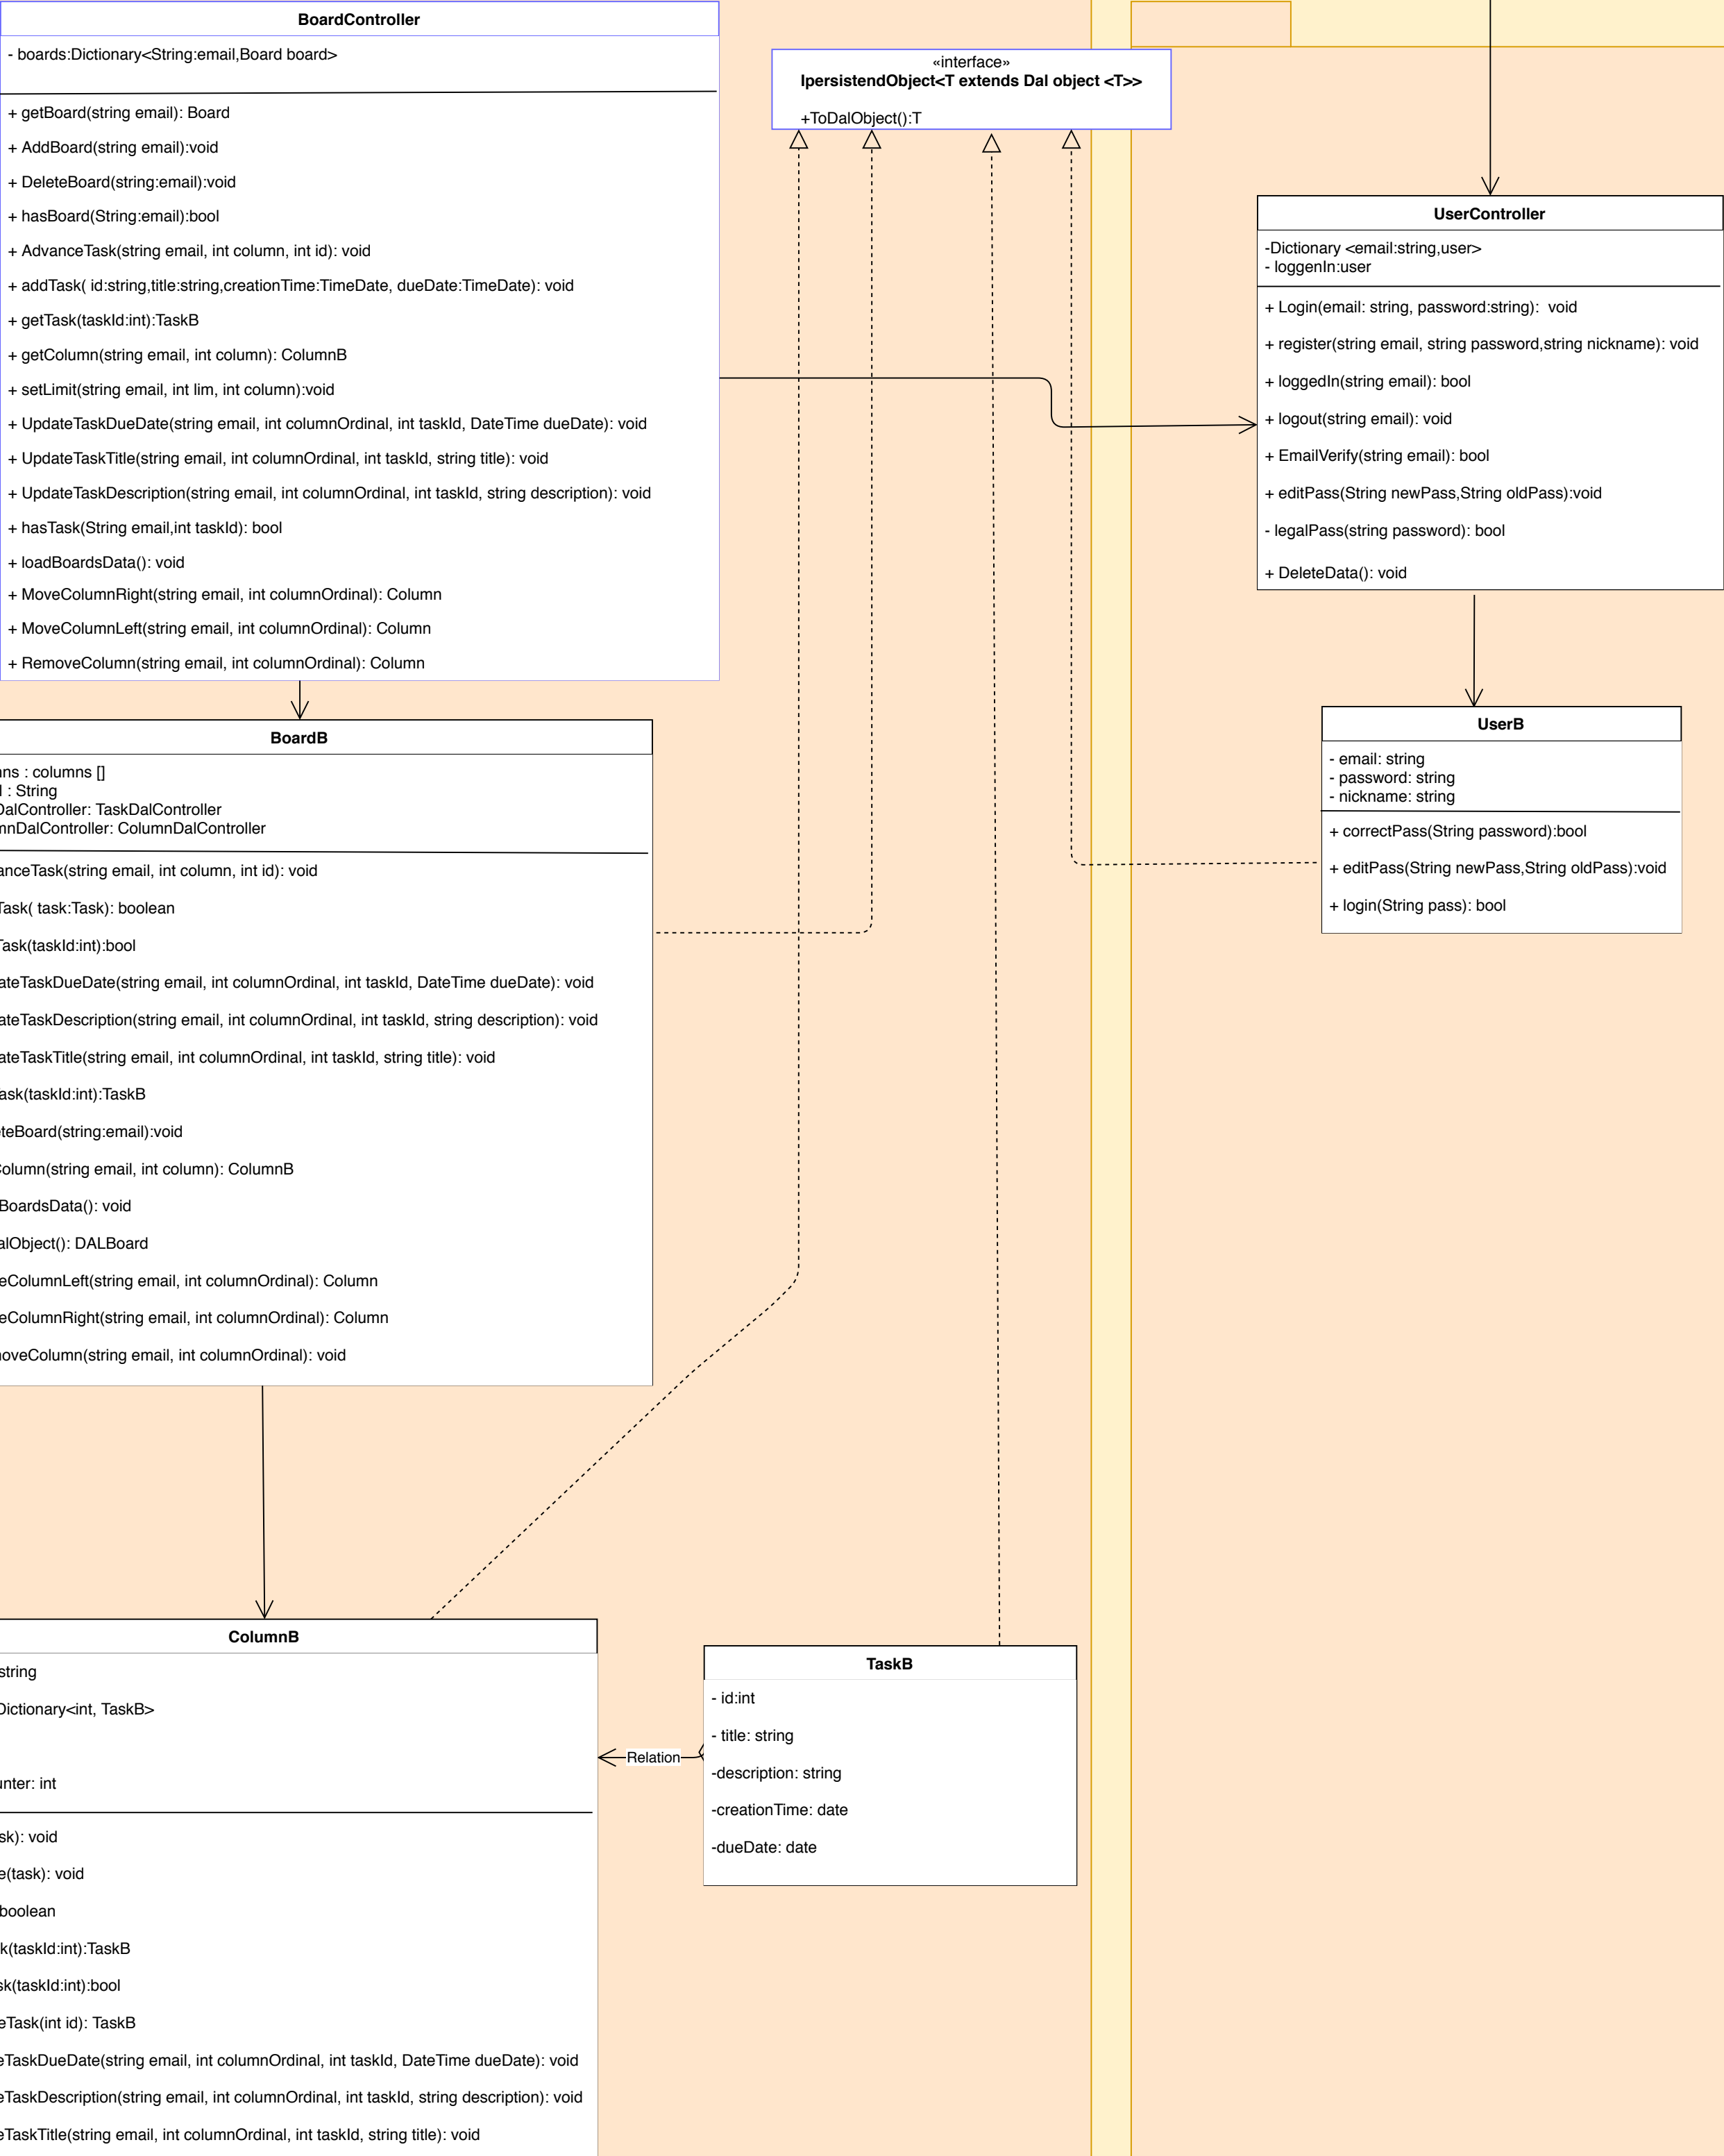 BoardController
- boards:Dictionary<String:email,Board board>
+ getBoard(string email): Board
+ AddBoard(string email):void
+ DeleteBoard(string:email):void
+ hasBoard(String:email):bool
+ AdvanceTask(string email, int column, int id): void
+ addTask( id:string,title:string,creationTime:TimeDate, dueDate:TimeDate): void
+ getTask(taskId:int):TaskB
+ getColumn(string email, int column): ColumnB
+ setLimit(string email, int lim, int column):void
+ UpdateTaskDueDate(string email, int columnOrdinal, int taskId, DateTime dueDate): void
+ UpdateTaskTitle(string email, int columnOrdinal, int taskId, string title): void
+ UpdateTaskDescription(string email, int columnOrdinal, int taskId, string description): void
+ hasTask(String email,int taskId): bool
+ loadBoardsData(): void
+ MoveColumnRight(string email, int columnOrdinal): Column
+ MoveColumnLeft(string email, int columnOrdinal): Column
+ RemoveColumn(string email, int columnOrdinal): Column
«interface»
IpersistendObject<T extends Dal object <T>>
+ToDalObject():T
UserController
-Dictionary <email:string,user>
- loggenIn:user
+ Login(email: string, password:string):  void
+ register(string email, string password,string nickname): void
+ loggedIn(string email): bool
+ logout(string email): void
+ EmailVerify(string email): bool
+ editPass(String newPass,String oldPass):void
- legalPass(string password): bool
+ DeleteData(): void
UserB
- email: string
- password: string
- nickname: string
+ correctPass(String password):bool
+ editPass(String newPass,String oldPass):void
+ login(String pass): bool
BoardB
ns : columns []
l : String
DalController: TaskDalController
nnDalController: ColumnDalController
anceTask(string email, int column, int id): void
Task( task:Task): boolean
Task(taskId:int):bool
ateTaskDueDate(string email, int columnOrdinal, int taskId, DateTime dueDate): void
ateTaskDescription(string email, int columnOrdinal, int taskId, string description): void
ateTaskTitle(string email, int columnOrdinal, int taskId, string title): void
ask(taskId:int):TaskB
eteBoard(string:email):void
Column(string email, int column): ColumnB
BoardsData(): void
alObject(): DALBoard
eColumnLeft(string email, int columnOrdinal): Column
eColumnRight(string email, int columnOrdinal): Column
noveColumn(string email, int columnOrdinal): void
ColumnB
string
Dictionary<int, TaskB>
unter: int
sk): void
e(task): void
boolean
k(taskId:int):TaskB
sk(taskId:int):bool
eTask(int id): TaskB
eTaskDueDate(string email, int columnOrdinal, int taskId, DateTime dueDate): void
eTaskDescription(string email, int columnOrdinal, int taskId, string description): void
eTaskTitle(string email, int columnOrdinal, int taskId, string title): void
Relation
TaskB
- id:int
- title: string
-description: string
-creationTime: date
-dueDate: date